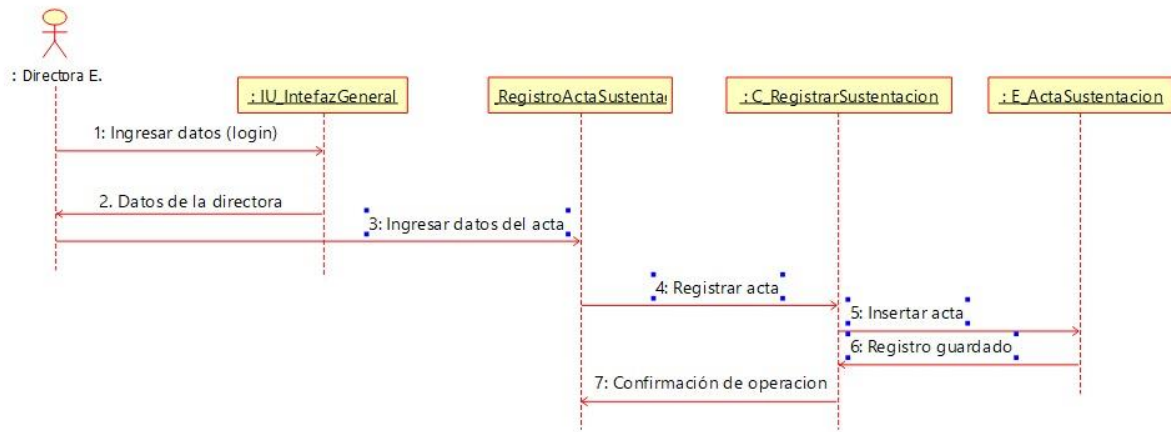 : Directora E.
: IU_IntefazGeneral
_RegistroActaSustenta
: C_RegistrarSustentacion
: E_ActaSustentacion
1: Ingresar datos (login)
2. Datos de la directora
3: Ingresar datos del acta
4: Registrar acta
5: Insertar acta
6: Registro guardado
7: Confirmación de operacion